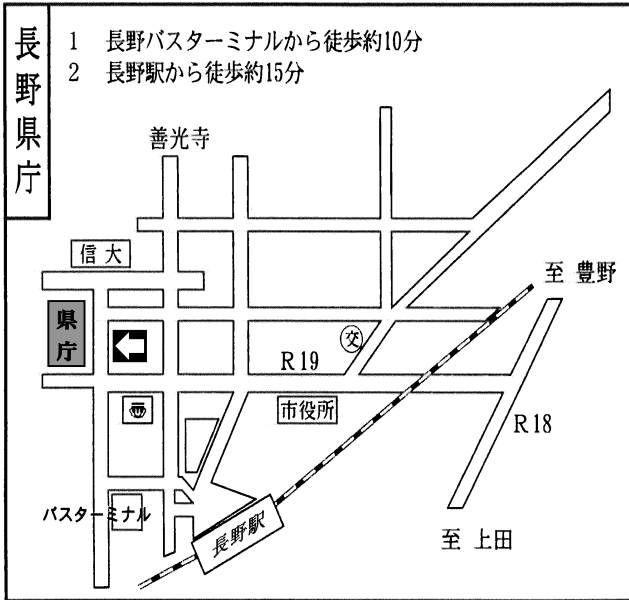 長野県庁
1 長野バスターミナルから徒歩約10分
2 長野駅から徒歩約15分
善光寺
信大
至 豊野
県庁
交
R19
市役所
R18
バスターミナル
長野駅
至 上田